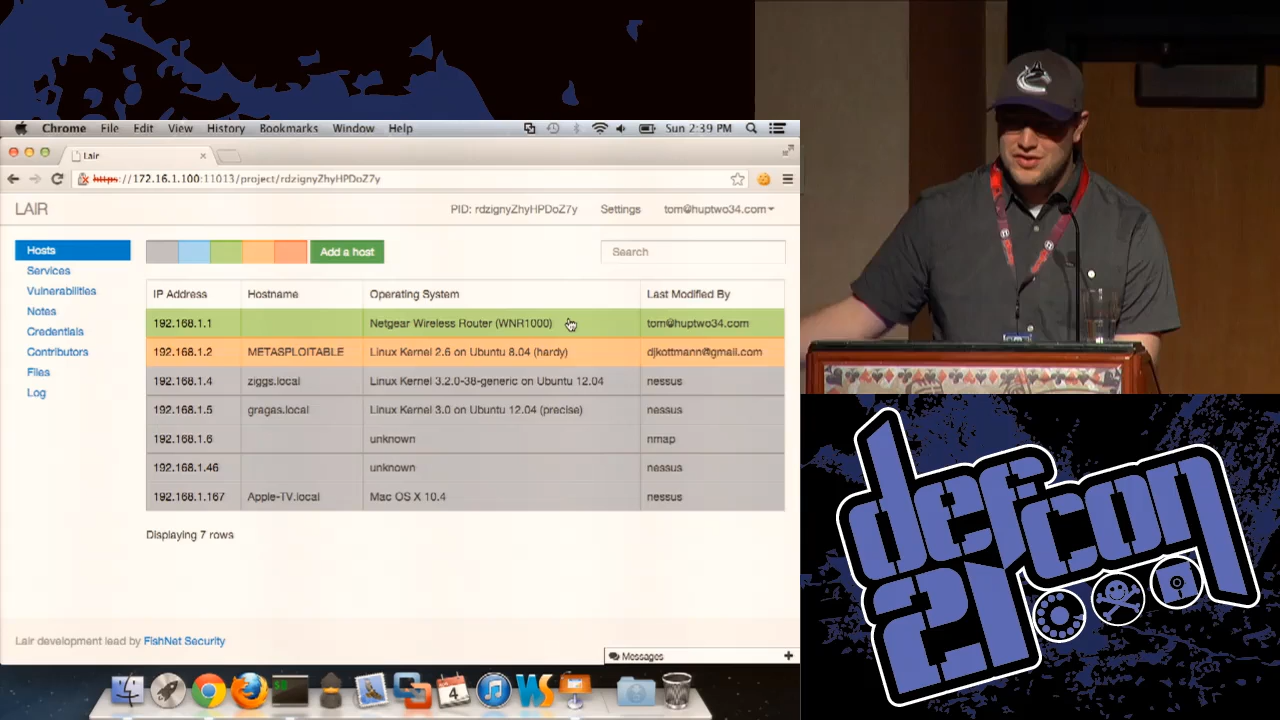 Chrome File Edit View History Bookmarks Window Help Sun 2:39 PM
Lair
https://172.16.1.100:11013/project/rdzignyZhyHPDoZ7y
LAIR PID: rdzignyZhyHPDoZ7y Settings tom@huptwo34.com
Hosts
Services
Vulnerabilities
Notes
Credentials
Contributors
Files
Log
Add a host Search
IP Address Hostname Operating System Last Modified By
192.168.1.1 Netgear Wireless Router (WNR1000) tom@huptwo34.com
192.168.1.2 METASPLOITABLE Linux Kernel 2.6 on Ubuntu 8.04 (hardy) djkottmann@gmail.com
192.168.1.4 ziggs.local Linux Kernel 3.2.0-38-generic on Ubuntu 12.04 nessus
192.168.1.5 gragas.local Linux Kernel 3.0 on Ubuntu 12.04 (precise) nessus
192.168.1.6 unknown nmap
192.168.1.46 unknown nessus
192.168.1.167 Apple-TV.local Mac OS X 10.4 nessus
Displaying 7 rows
Lair development lead by FishNet Security
Messages +
4
defcon
21